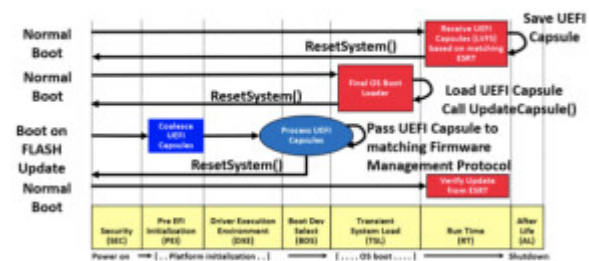 Normal
Boot
Receive UEFI
Capsules (LVFS)
based on matching
ESRT
Save UEFI
Capsule
ResetSystem()
Normal
Boot
Final OS Boot
Loader
ResetSystem()
Load UEFI Capsule
Call UpdateCapsule()
Boot on
FLASH
Update
Coalesce
UEFI
Capsules
Process UEFI
Capsules
Pass UEFI Capsule to
matching Firmware
Management Protocol
ResetSystem()
Normal
Boot
Verify Update
from ESRT
Security
(SEC)
Pre EFI
Initialization
(PEI)
Driver Execution
Environment
(DXE)
Boot Dev
Select
(BDS)
Transient
System Load
(TSL)
Run Time
(RT)
After
Life
(AL)
Power on
[. . Platform initialization . .]
[. . . . OS boot . . . .]
Shutdown